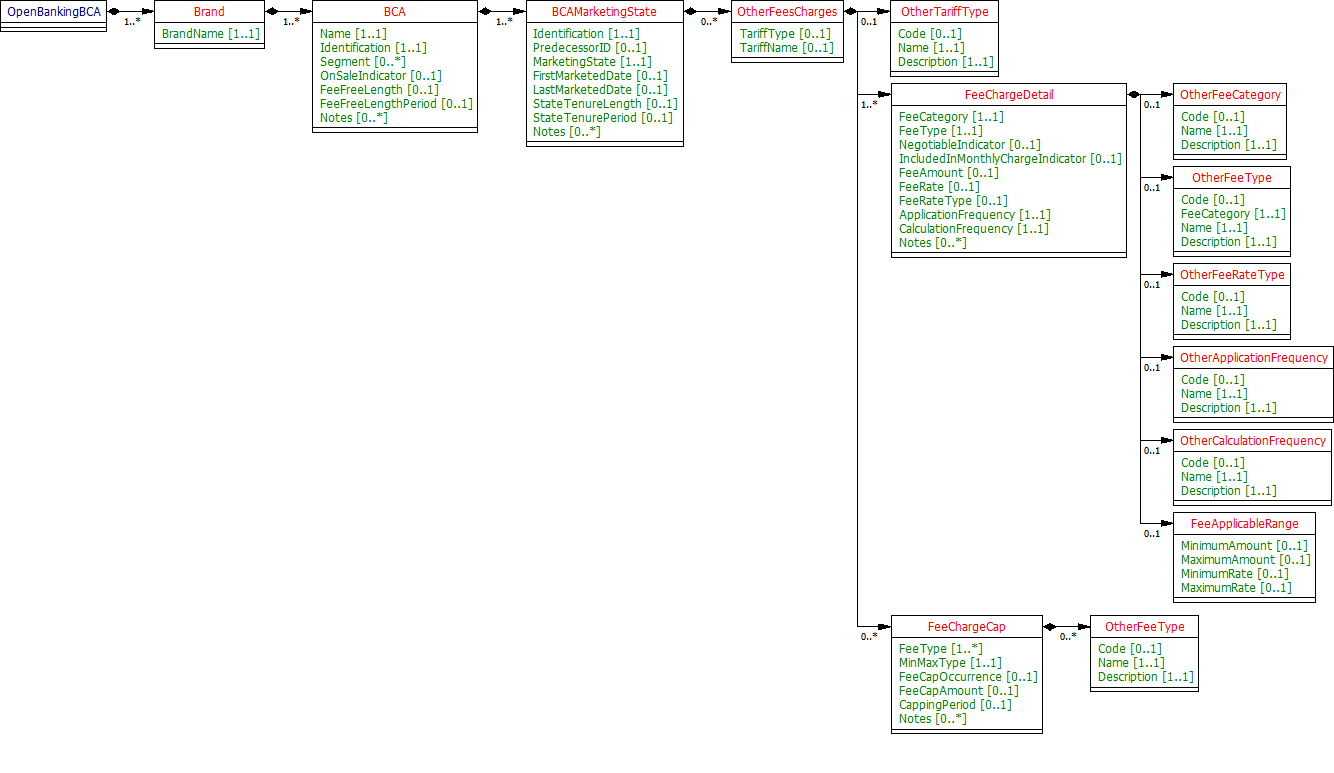 OpenBankingBCA
1..*
Brand
BrandName [1..1]
1..*
BCA
Name [1..1]
Identification [1..1]
Segment [0..*]
OnSaleIndicator [0..1]
FeeFreeLength [0..1]
FeeFreeLengthPeriod [0..1]
Notes [0..*]
1..*
BCAMarketingState
Identification [1..1]
PredecessorID [0..1]
MarketingState [1..1]
FirstMarketedDate [0..1]
LastMarketedDate [0..1]
StateTenureLength [0..1]
StateTenurePeriod [0..1]
Notes [0..*]
0..*
OtherFeesCharges
TariffType [0..1]
TariffName [0..1]
0..1
OtherTariffType
Code [0..1]
Name [1..1]
Description [1..1]
1..*
FeeChargeDetail
FeeCategory [1..1]
FeeType [1..1]
NegotiableIndicator [0..1]
IncludedInMonthlyChargeIndicator [0..1]
FeeAmount [0..1]
FeeRate [0..1]
FeeRateType [0..1]
ApplicationFrequency [1..1]
CalculationFrequency [1..1]
Notes [0..*]
0..1
OtherFeeCategory
Code [0..1]
Name [1..1]
Description [1..1]
0..1
OtherFeeType
Code [0..1]
FeeCategory [1..1]
Name [1..1]
Description [1..1]
0..1
OtherFeeRateType
Code [0..1]
Name [1..1]
Description [1..1]
0..1
OtherApplicationFrequency
Code [0..1]
Name [1..1]
Description [1..1]
0..1
OtherCalculationFrequency
Code [0..1]
Name [1..1]
Description [1..1]
0..1
FeeApplicableRange
MinimumAmount [0..1]
MaximumAmount [0..1]
MinimumRate [0..1]
MaximumRate [0..1]
0..*
FeeChargeCap
FeeType [1..*]
MinMaxType [1..1]
FeeCapOccurrence [0..1]
FeeCapAmount [0..1]
CappingPeriod [0..1]
Notes [0..*]
0..*
OtherFeeType
Code [0..1]
Name [1..1]
Description [1..1]